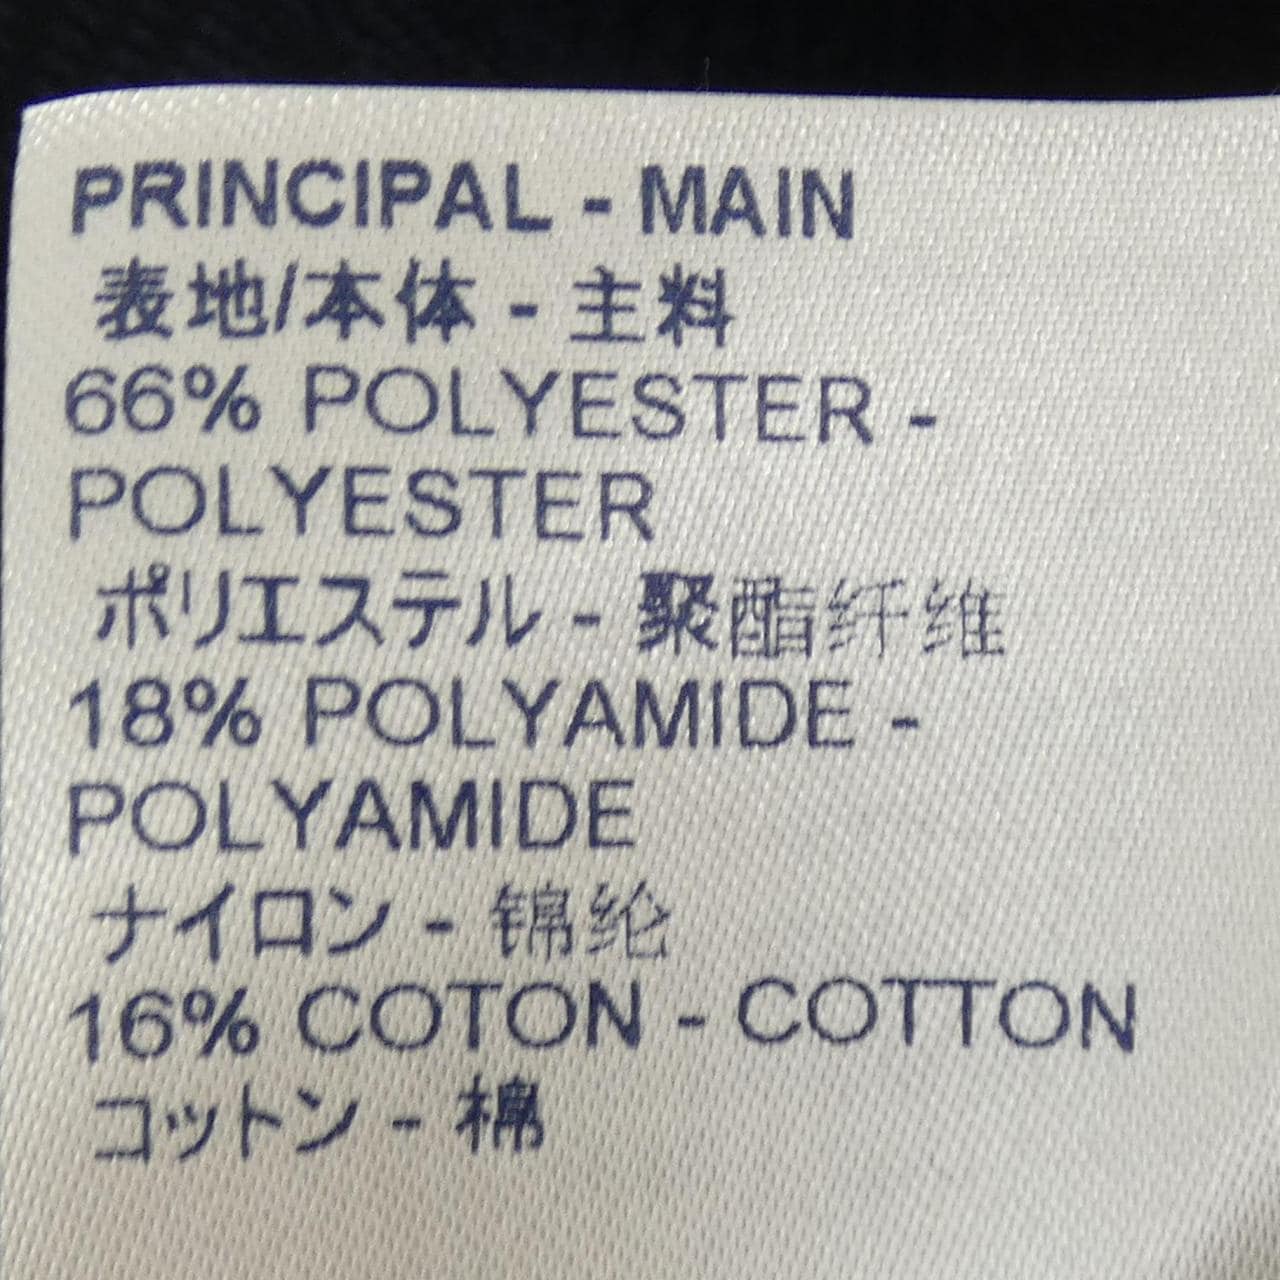 PRINCIPAL - MAIN
表地/本体 - 主料
66% POLYESTER -
POLYESTER
ポリエステル - 聚酯纤维
18% POLYAMIDE -
POLYAMIDE
ナイロン - 锦纶
16% COTON - COTTON
コットン - 棉